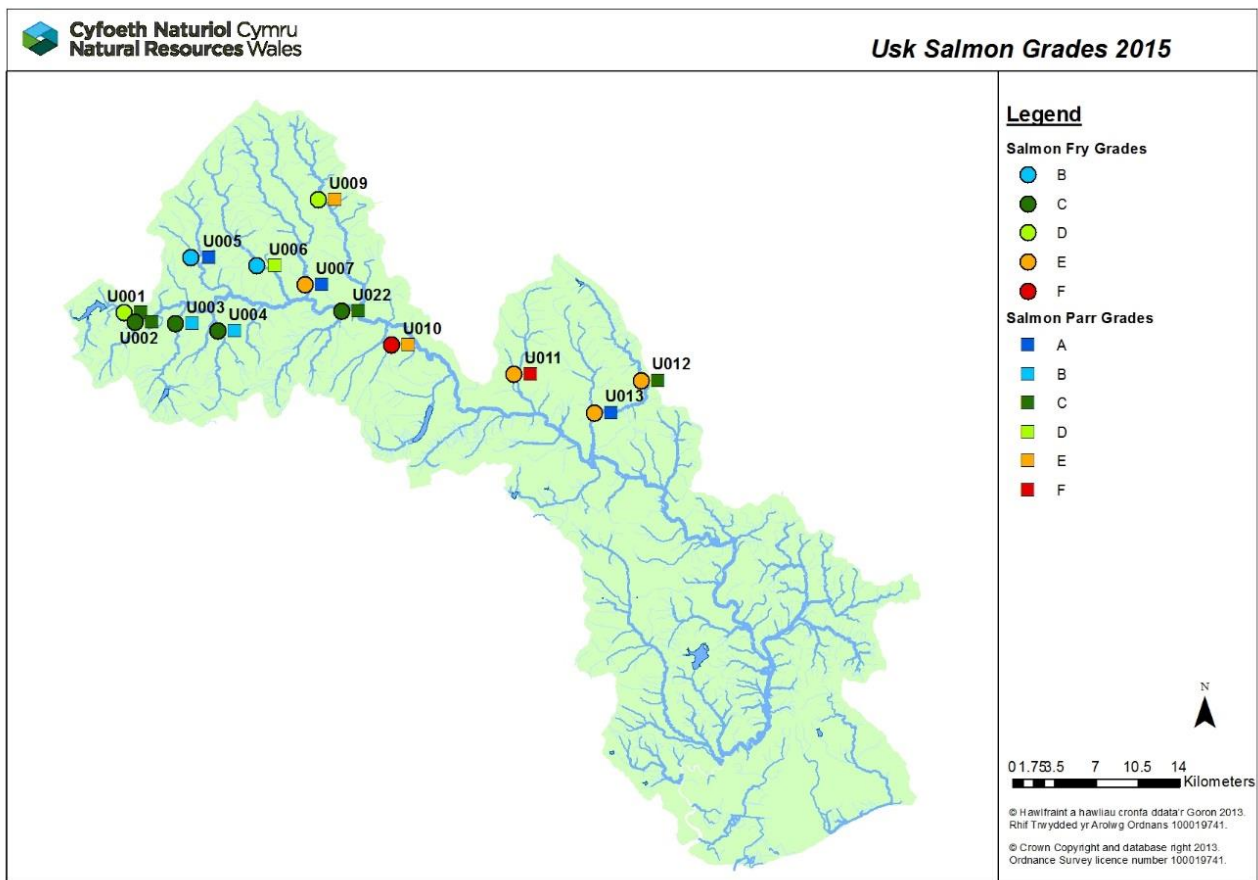 Cyfoeth Naturiol Cymru
Natural Resources Wales
Usk Salmon Grades 2015
U009
U005
U006
U007
U001
U003
U022
U004
U002
U010
U011
U012
U013
Legend
Salmon Fry Grades
B
C
D
E
F
Salmon Parr Grades
A
B
C
D
E
F
N
0 1.75 3.5 7 10.5 14
Kilometers
© Hawlfraint a hawliau cronfa ddata'r Goron 2013.
Rhif Trwydded yr Arolwg Ordnans 100019741.
© Crown Copyright and database right 2013.
Ordnance Survey licence number 100019741.